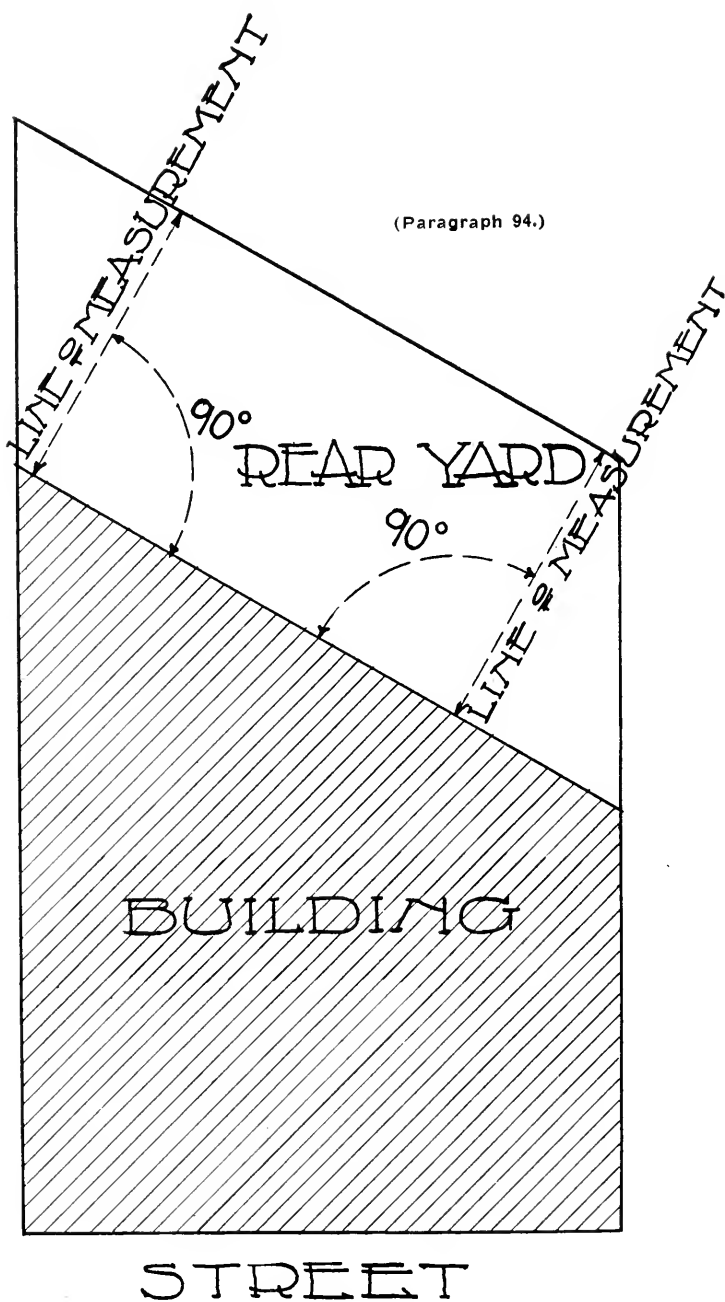 LINE OF MEASUREMENT
(Paragraph 94.)
LINE OF MEASUREMENT
90°
REAR YARD
90°
BUILDING
STREET